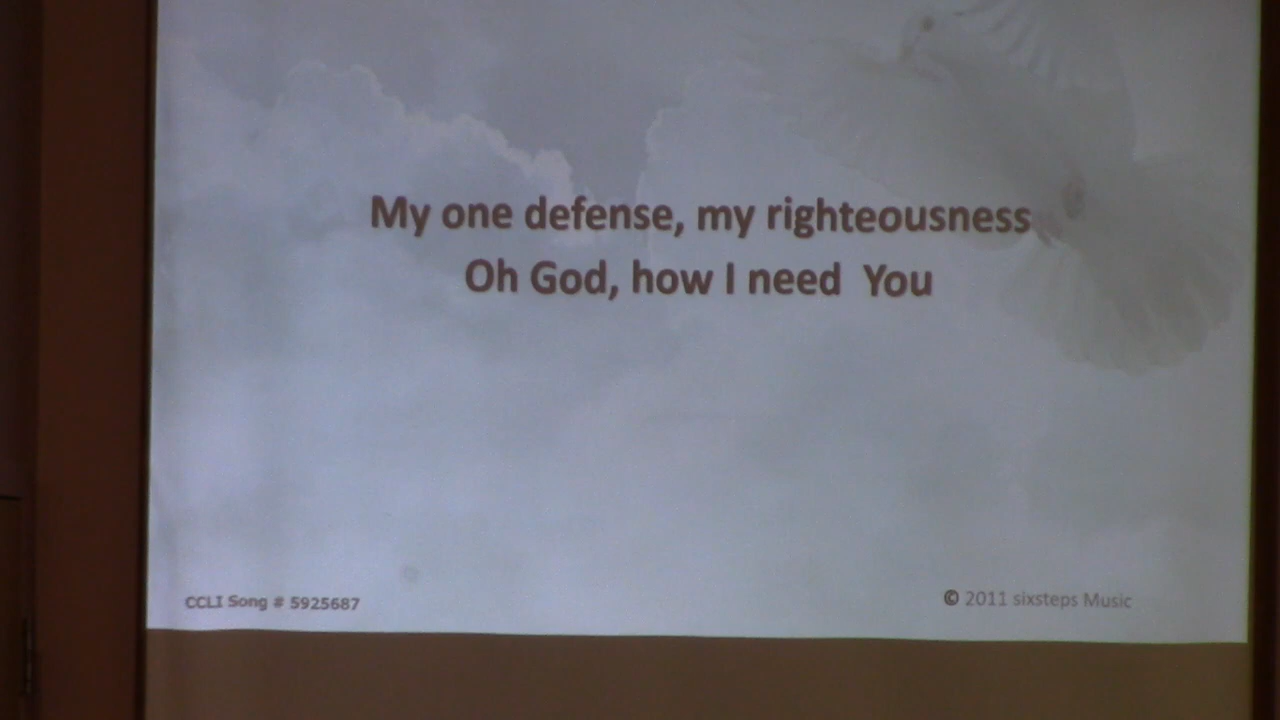 My one defense, my righteousness
Oh God, how I need You
CCLI Song # 5925687
© 2011 sixsteps Music